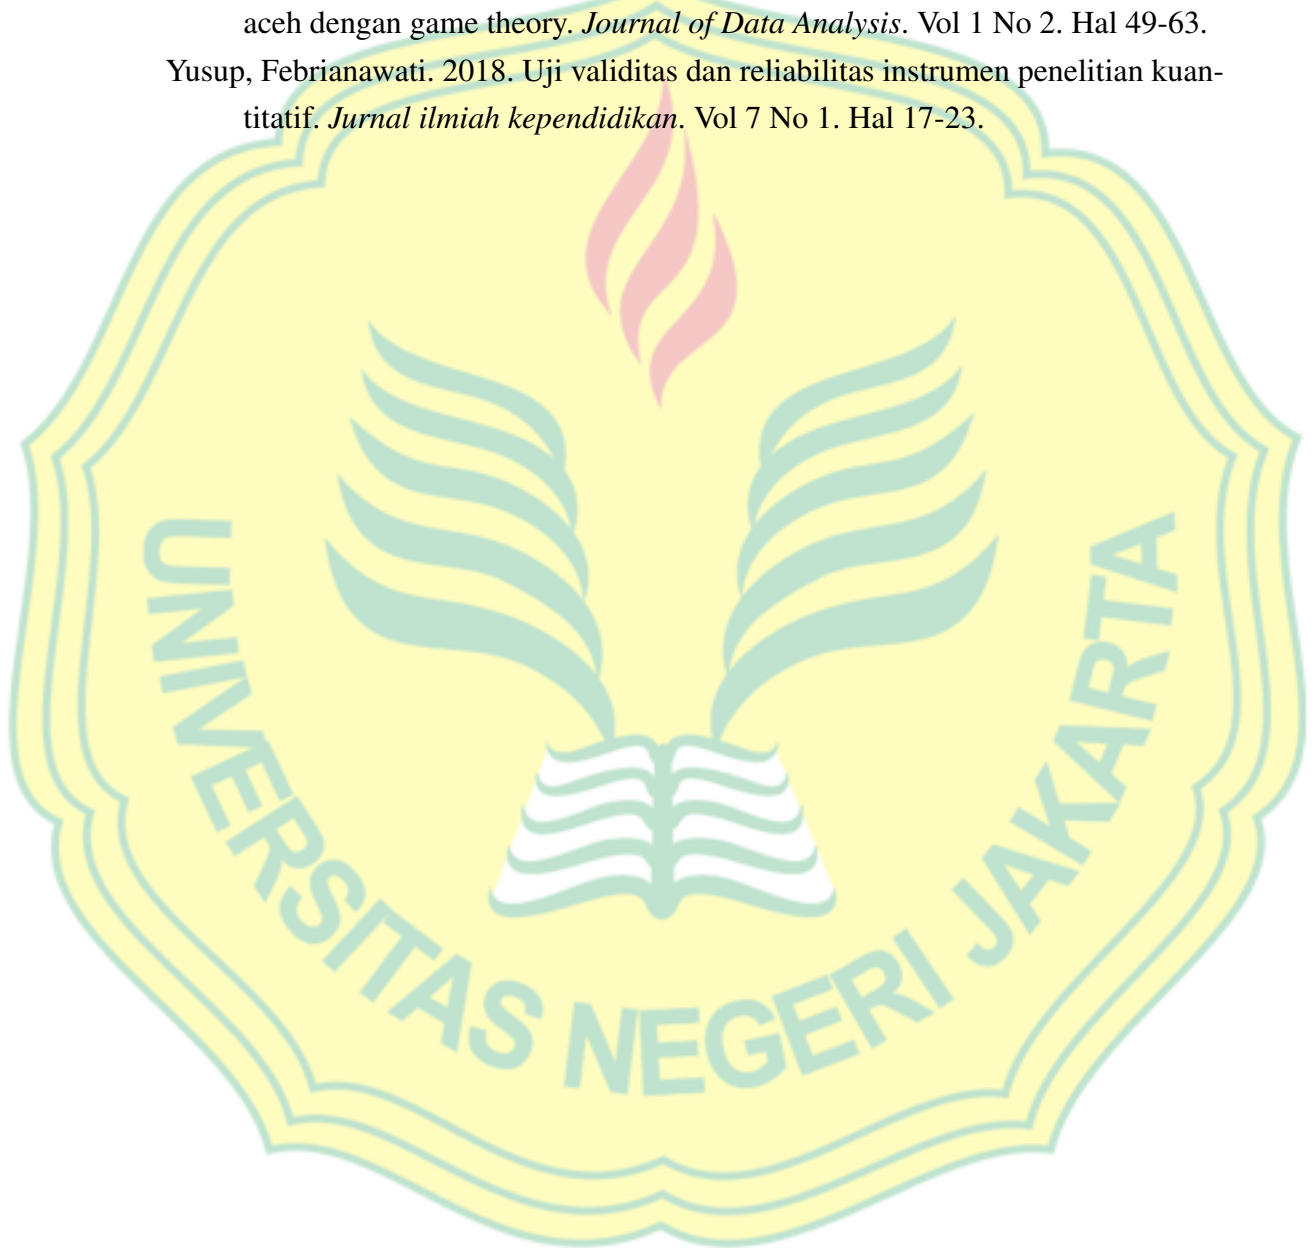 aceh dengan game theory. Journal of Data Analysis. Vol 1 No 2. Hal 49-63.
Yusup, Febrianawati. 2018. Uji validitas dan reliabilitas instrumen penelitian kuan-
titatif. Jurnal ilmiah kependidikan. Vol 7 No 1. Hal 17-23.
UNIVERSITAS NEGERI JAKARTA